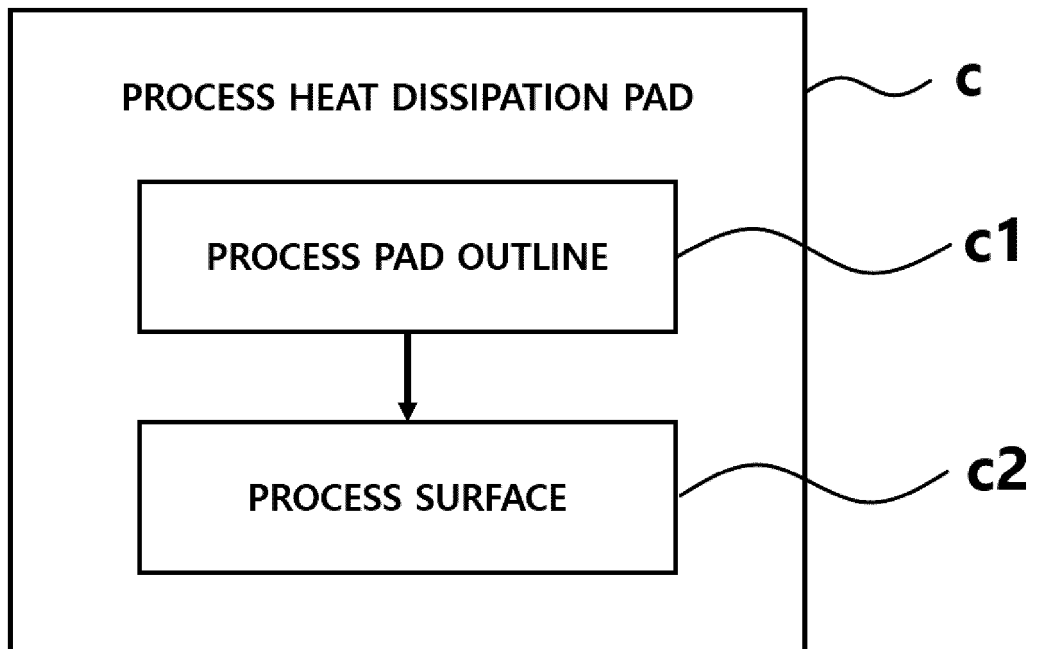 PROCESS HEAT DISSIPATION PAD
c
PROCESS PAD OUTLINE
c1
PROCESS SURFACE
c2